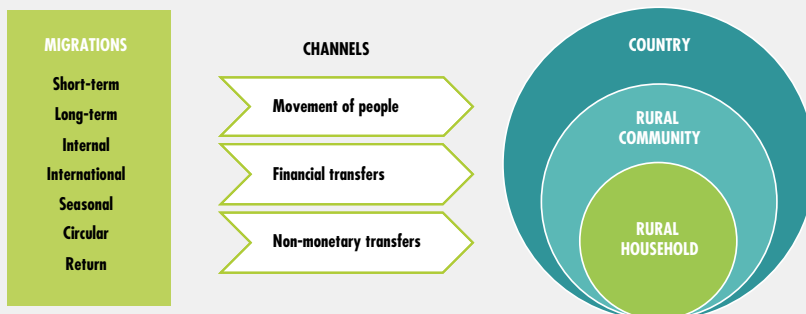 MIGRATIONS
Short-term
Long-term
Internal
International
Seasonal
Circular
Return
CHANNELS
Movement of people
Financial transfers
Non-monetary transfers
COUNTRY
RURAL
COMMUNITY
RURAL
HOUSEHOLD